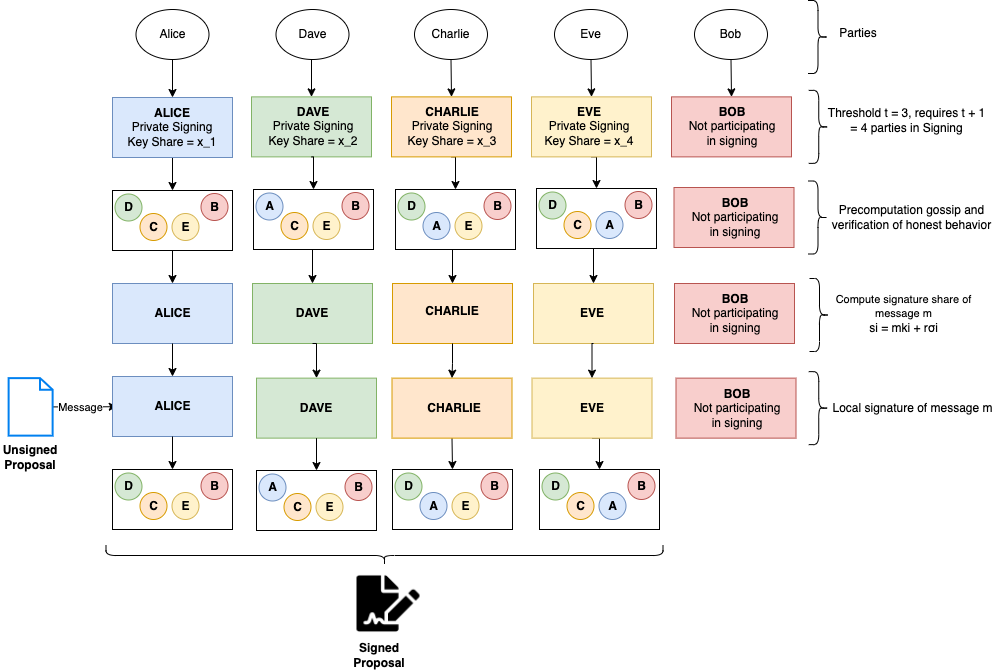 Alice
Dave
Charlie
Eve
Bob
Parties
ALICE
Private Signing
Key Share = x_1
DAVE
Private Signing
Key Share = x_2
CHARLIE
Private Signing
Key Share = x_3
EVE
Private Signing
Key Share = x_4
BOB
Not participating
in signing
Threshold t = 3, requires t + 1
= 4 parties in Signing
D
C
E
B
A
C
E
B
D
A
E
B
D
C
A
B
BOB
Not participating
in signing
Precomputation gossip and
verification of honest behavior
ALICE
DAVE
CHARLIE
EVE
BOB
Not participating
in signing
Compute signature share of
message m
si = mki + rσi
Unsigned
Proposal
Message
ALICE
DAVE
CHARLIE
EVE
BOB
Not participating
in signing
Local signature of message m
D
C
E
B
A
C
E
B
D
A
E
B
D
C
A
B
Signed
Proposal